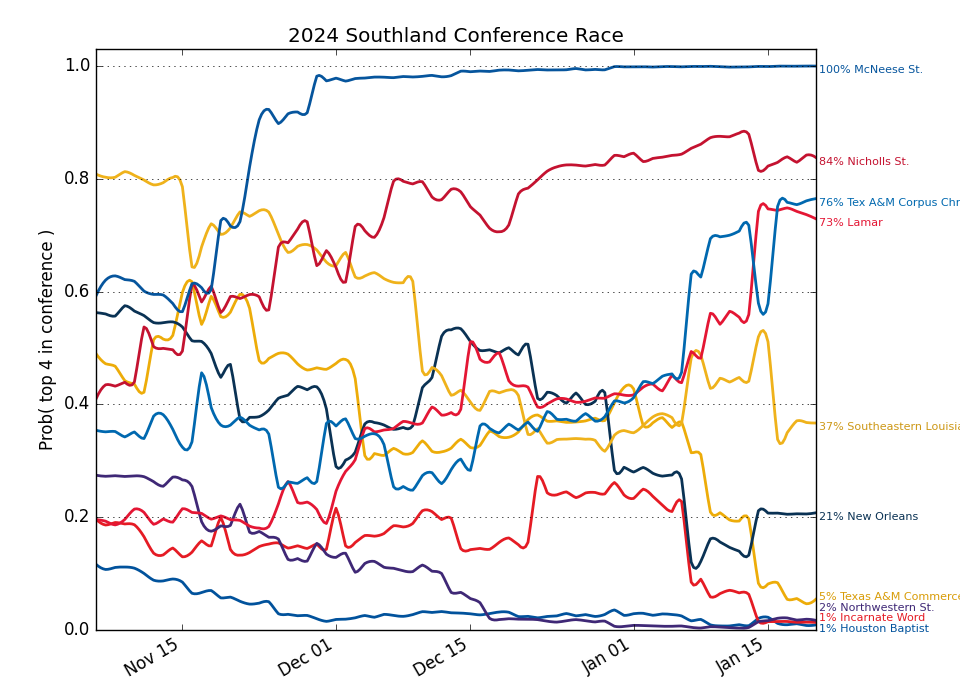 2024 Southland Conference Race
Prob( top 4 in conference )
1.0
0.8
0.6
0.4
0.2
0.0
Nov 15
Dec 01
Dec 15
Jan 01
Jan 15
100% McNeese St.
84% Nicholls St.
76% Tex A&M Corpus Chr
73% Lamar
37% Southeastern Louisia
21% New Orleans
5% Texas A&M Commerce
2% Northwestern St.
1% Incarnate Word
1% Houston Baptist